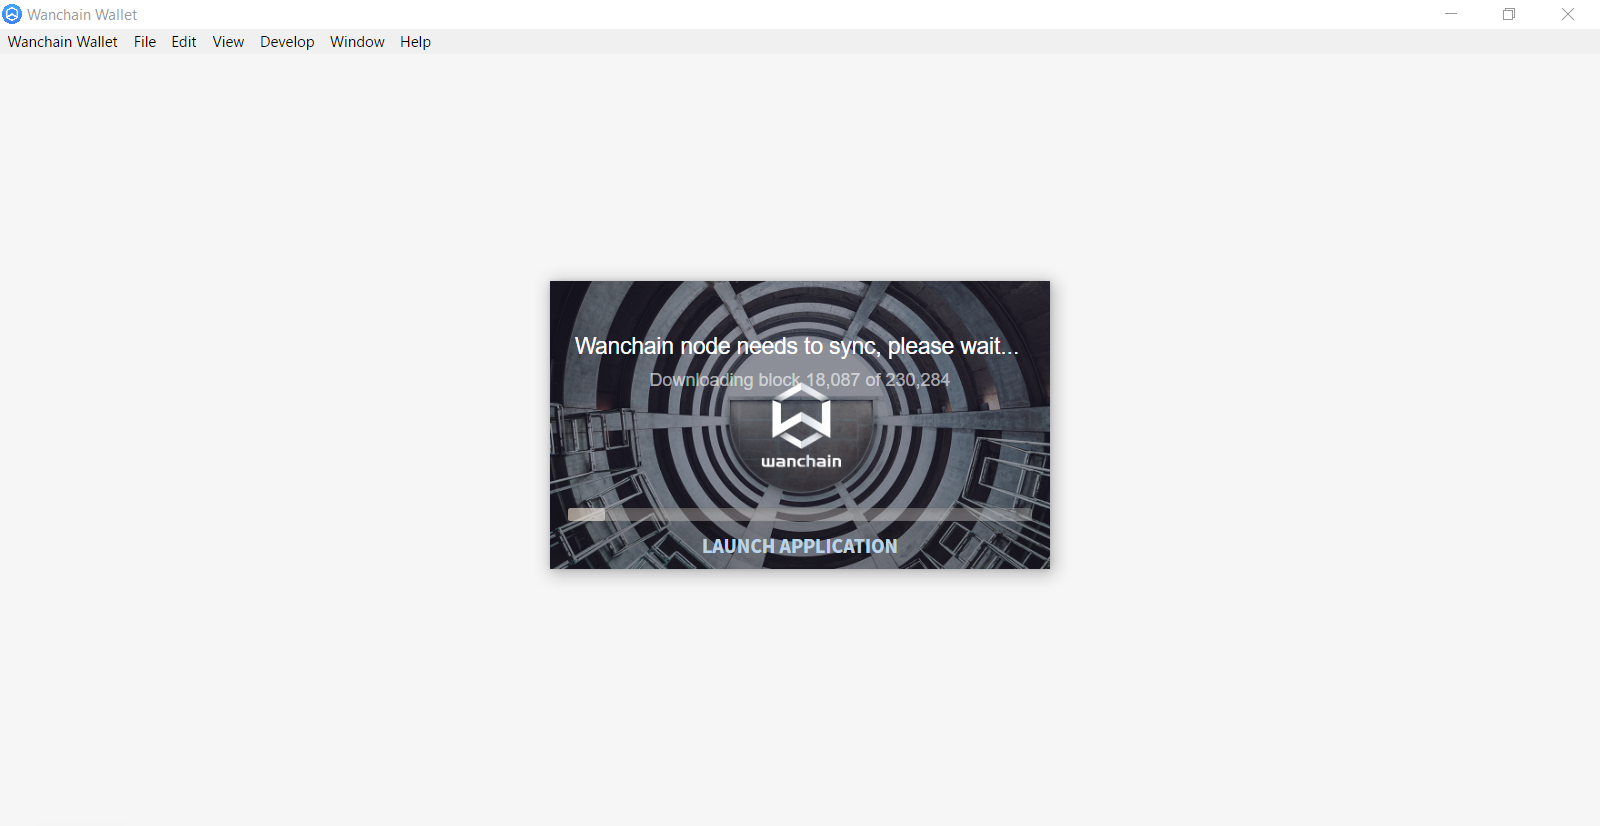 Wanchain Wallet
Wanchain Wallet File Edit View Develop Window Help
Wanchain node needs to sync, please wait...
Downloading block 18,087 of 230,284
wanchain
LAUNCH APPLICATION